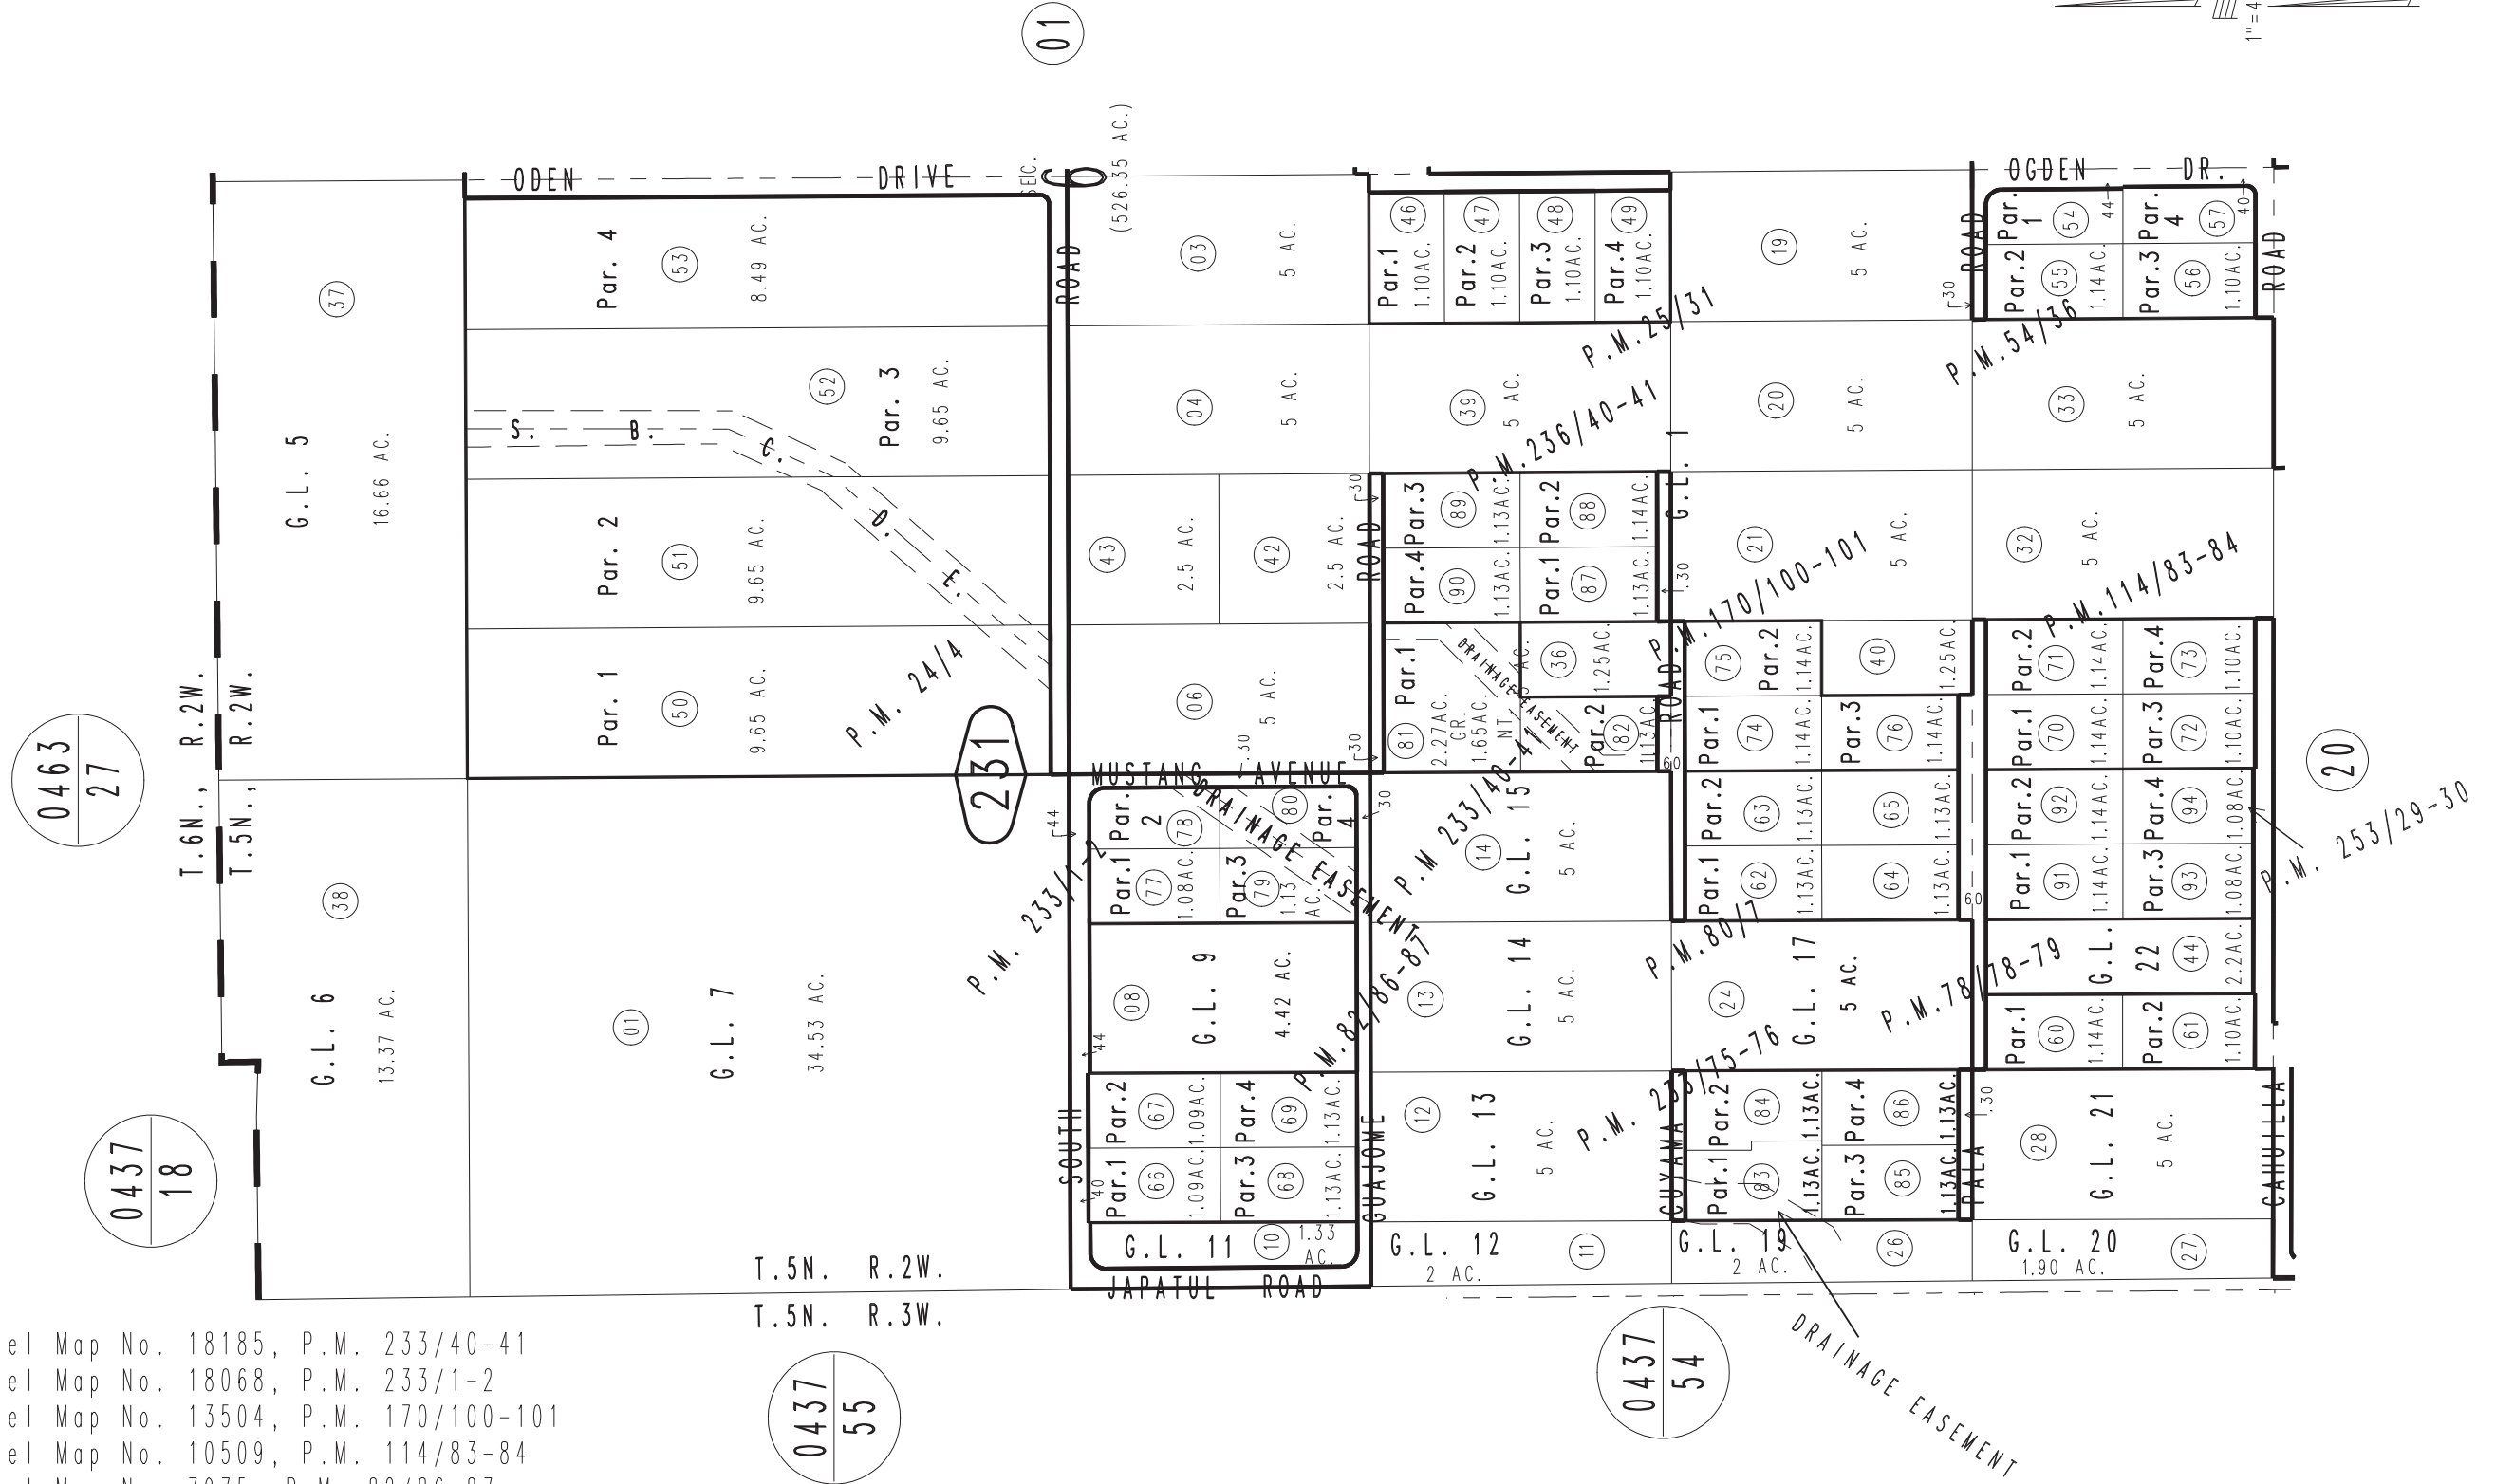 01
1"=4
(526.35 AC.)
SEC.
ODEN DRIVE
OGDEN DR.
0463
27
T.6N., R.2W.
T.5N., R.2W.
G.L. 5
37
16.66 AC.
Par. 4
53
8.49 AC.
Par. 3
52
9.65 AC.
Par. 2
51
9.65 AC.
Par. 1
50
9.65 AC.
S. B. C. D. E.
P.M. 24/4
231
G.L. 6
38
13.37 AC.
G.L. 7
01
34.53 AC.
0437
18
T.5N. R.2W.
T.5N. R.3W.
0437
55
0437
54
20
SOUTH ROAD
03
5 AC.
04
5 AC.
43
2.5 AC.
42
2.5 AC.
06
5 AC.
MUSTANG AVENUE
30
44
Par. 2
78
80
Par. 4
Par.1
77
1.08AC.
Par.3
79
1.13 AC.
DRAINAGE EASEMENT
P.M. 233/1-2
08
G.L. 9
4.42 AC.
44
P.M.82/86-87
Par.2
67
1.09AC.
Par.4
69
1.13AC.
Par.1
66
1.09AC.
Par.3
68
1.13AC.
40
G.L. 11
10
1.33 AC.
JAPATUL ROAD
GUAJOME ROAD
Par.1
46
1.10AC.
Par.2
47
1.10AC.
Par.3
48
1.10AC.
Par.4
49
1.10AC.
P.M.25/31
39
5 AC.
P.M.236/40-41
30
Par.3
89
1.13AC.
Par.2
88
1.14AC.
Par.4
90
1.13AC.
Par.1
87
1.13AC.
30
G.L. 1
30
Par.1
81
2.27AC.
GR.
1.65AC.
NT.
AC.
DRAINAGE EASEMENT
36
1.25AC.
Par.2
82
1.13AC.
60
30
P.M 233/40-41
14
G.L. 15
5 AC.
13
G.L. 14
5 AC.
12
G.L. 13
5 AC.
G.L. 12
11
2 AC.
CUYAMA ROAD
19
5 AC.
20
5 AC.
21
5 AC.
P.M.170/100-101
75
Par.2
1.14AC.
40
1.25AC.
Par.1
74
1.14AC.
Par.3
76
1.14AC.
Par.2
63
1.13AC.
65
1.13AC.
Par.1
62
1.13AC.
64
1.13AC.
P.M.80/7
60
24
G.L. 17
5 AC.
Par.2
84
1.13AC.
Par.4
86
1.13AC.
Par.1
83
1.13AC.
Par.3
85
1.13AC.
30
G.L. 19
26
2 AC.
DRAINAGE EASEMENT
PALA ROAD
30
Par. 1
54
44
Par. 4
57
40
Par.2
55
1.14AC.
Par.3
56
1.10AC.
P.M.54/36
33
5 AC.
32
5 AC.
P.M.114/83-84
Par.2
71
1.14AC.
Par.4
73
1.10AC.
Par.1
70
1.14AC.
Par.3
72
1.10AC.
Par.2
92
1.14AC.
Par.4
94
1.08AC.
Par.1
91
1.14AC.
Par.3
93
1.08AC.
P.M. 253/29-30
G.L. 22
44
2.2AC.
P.M.78/78-79
Par.1
60
1.14AC.
Par.2
61
1.10AC.
28
G.L. 21
5 AC.
G.L. 20
27
1.90 AC.
CAHUILLA ROAD
el Map No. 18185, P.M. 233/40-41
el Map No. 18068, P.M. 233/1-2
el Map No. 13504, P.M. 170/100-101
el Map No. 10509, P.M. 114/83-84